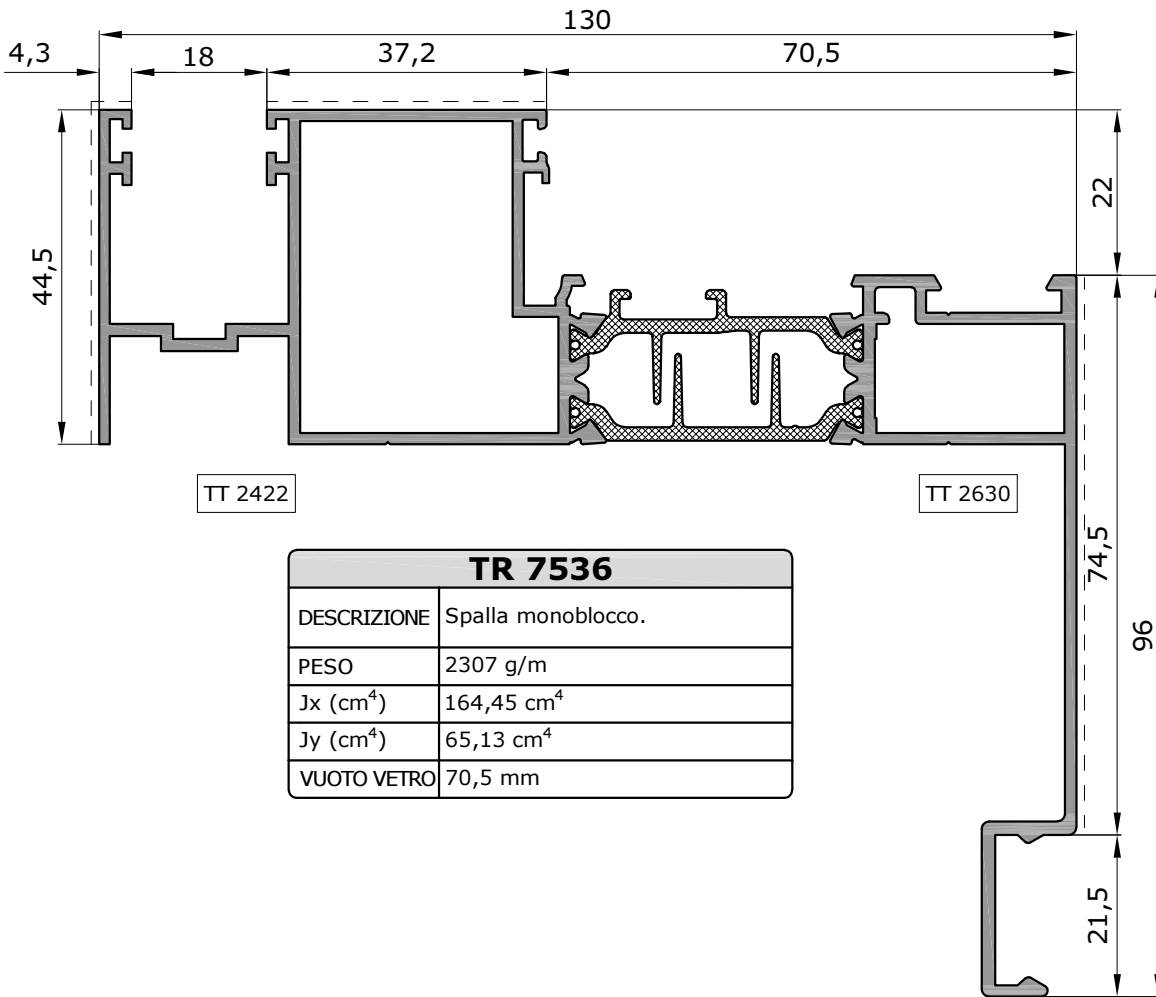 130
4,3
18
37,2
70,5
44,5
22
TT 2422
TT 2630
74,5
96
21,5
TR 7536
DESCRIZIONE Spalla monoblocco.
PESO 2307 g/m
Jx (cm⁴) 164,45 cm⁴
Jy (cm⁴) 65,13 cm⁴
VUOTO VETRO 70,5 mm